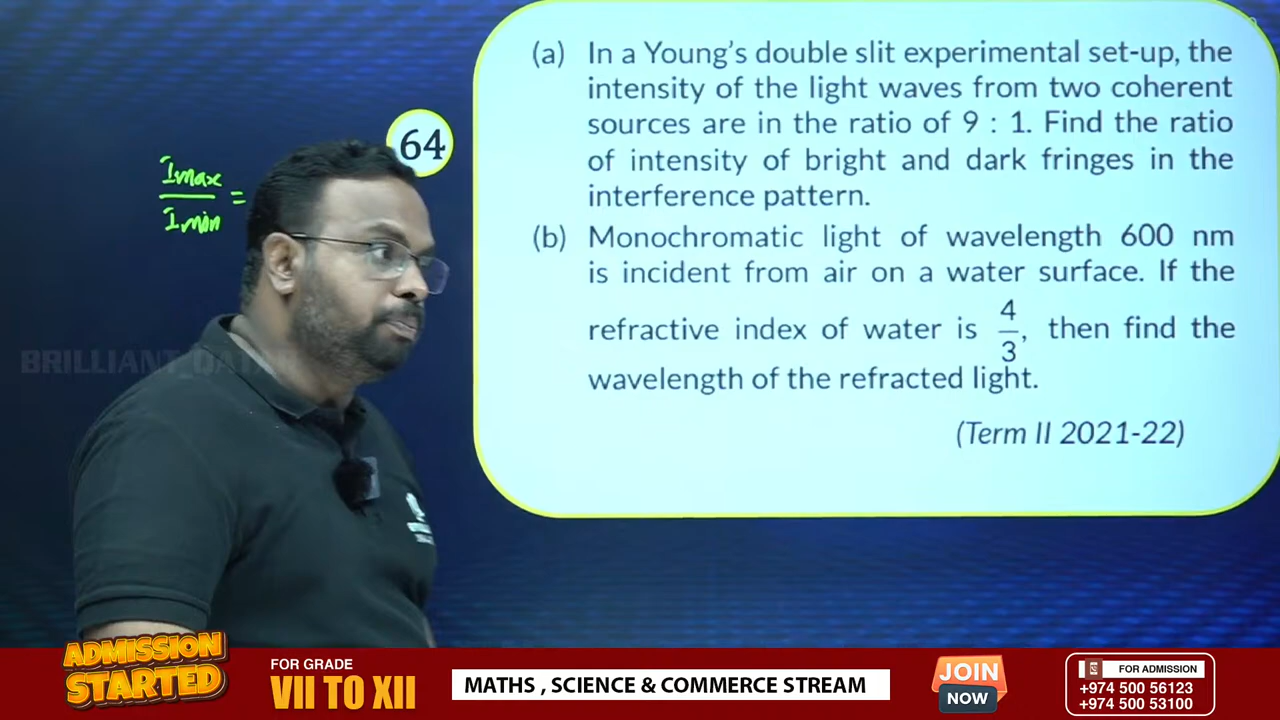 64
Imax
Imin
=
(a) In a Young's double slit experimental set-up, the
intensity of the light waves from two coherent
sources are in the ratio of 9 : 1. Find the ratio
of intensity of bright and dark fringes in the
interference pattern.
(b) Monochromatic light of wavelength 600 nm
is incident from air on a water surface. If the
refractive index of water is 4/3, then find the
wavelength of the refracted light.
(Term II 2021-22)
BRILLIANT QATAR
ADMISSION
STARTED
FOR GRADE
VII TO XII
MATHS , SCIENCE & COMMERCE STREAM
JOIN
NOW
FOR ADMISSION
+974 500 56123
+974 500 53100